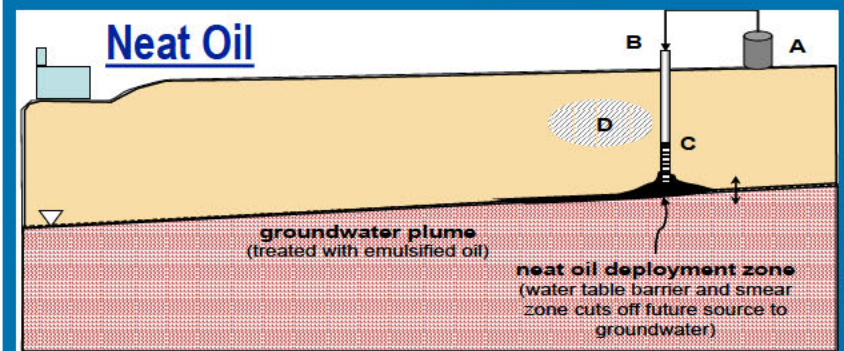 Neat Oil
B
A
D
C
groundwater plume
(treated with emulsified oil)
neat oil deployment zone
(water table barrier and smear
zone cuts off future source to
groundwater)